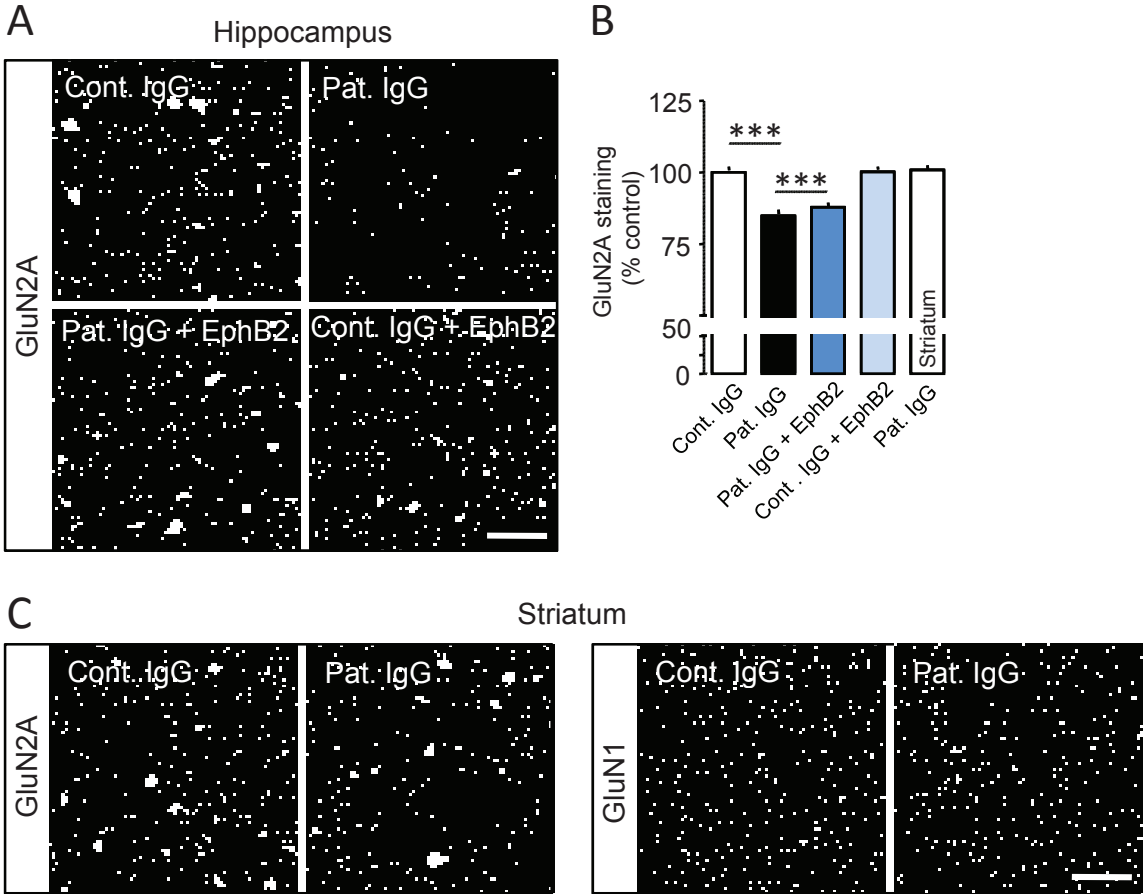 A
Hippocampus
GluN2A
Cont. IgG
Pat. IgG
Pat. IgG + EphB2
Cont. IgG + EphB2
B
GluN2A staining
(% control)
125
100
75
50
0
***
***
Striatum
Cont. IgG
Pat. IgG
Pat. IgG + EphB2
Cont . IgG + EphB2
Pat. IgG
C
Striatum
GluN2A
Cont. IgG
Pat. IgG
GluN1
Cont. IgG
Pat. IgG